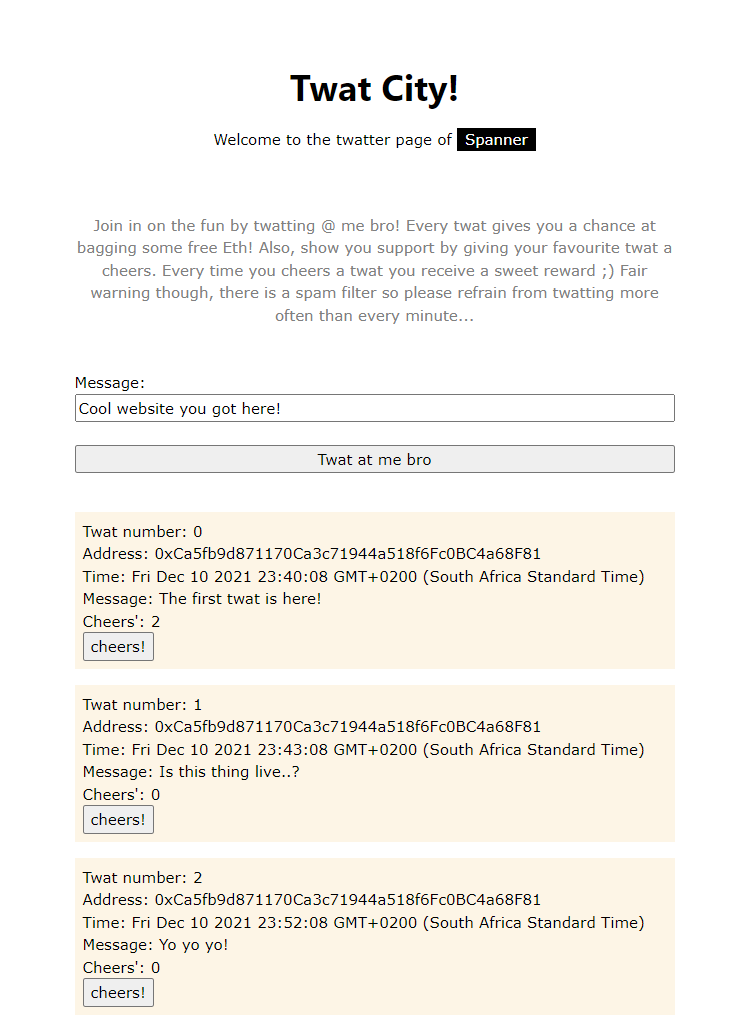 Twat City!
Welcome to the twatter page of Spanner
Join in on the fun by twatting @ me bro! Every twat gives you a chance at
bagging some free Eth! Also, show you support by giving your favourite twat a
cheers. Every time you cheers a twat you receive a sweet reward ;) Fair
warning though, there is a spam filter so please refrain from twatting more
often than every minute...
Message:
Cool website you got here!
Twat at me bro
Twat number: 0
Address: 0xCa5fb9d871170Ca3c71944a518f6Fc0BC4a68F81
Time: Fri Dec 10 2021 23:40:08 GMT+0200 (South Africa Standard Time)
Message: The first twat is here!
Cheers': 2
cheers!
Twat number: 1
Address: 0xCa5fb9d871170Ca3c71944a518f6Fc0BC4a68F81
Time: Fri Dec 10 2021 23:43:08 GMT+0200 (South Africa Standard Time)
Message: Is this thing live..?
Cheers': 0
cheers!
Twat number: 2
Address: 0xCa5fb9d871170Ca3c71944a518f6Fc0BC4a68F81
Time: Fri Dec 10 2021 23:52:08 GMT+0200 (South Africa Standard Time)
Message: Yo yo yo!
Cheers': 0
cheers!